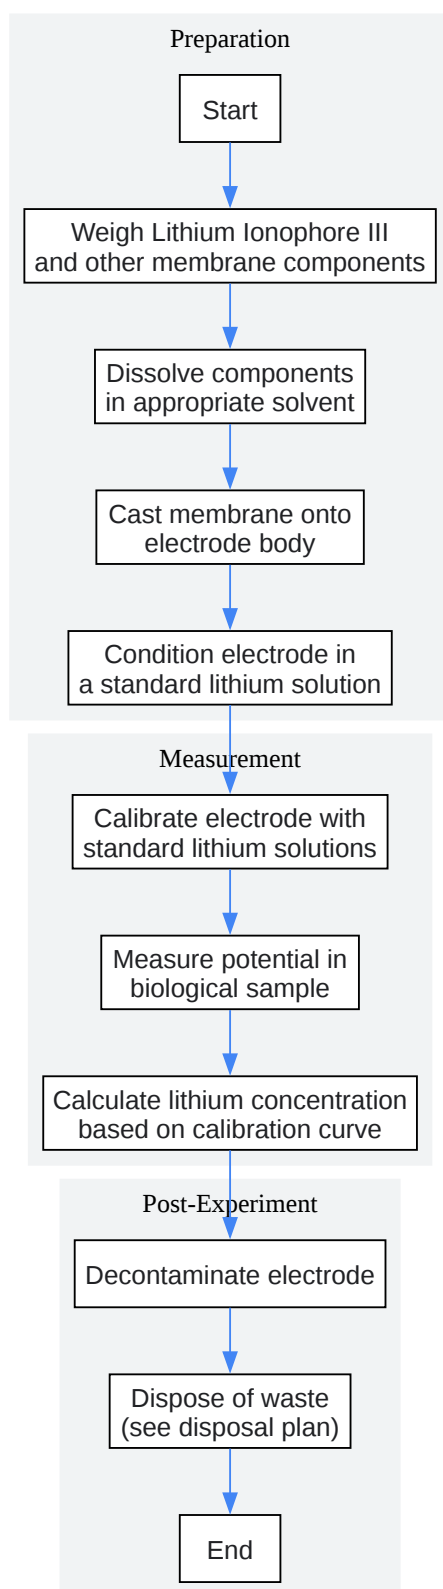 Preparation
Start
Weigh Lithium Ionophore III
and other membrane components
Dissolve components
in appropriate solvent
Cast membrane onto
electrode body
Condition electrode in
a standard lithium solution
Measurement
Calibrate electrode with
standard lithium solutions
Measure potential in
biological sample
Calculate lithium concentration
based on calibration curve
Post-Experiment
Decontaminate electrode
Dispose of waste
(see disposal plan)
End